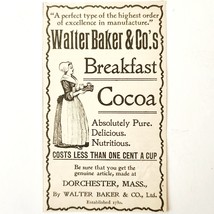 "A perfect type of the highest order
of excellence in manufacture."
Walter Baker & Co.'s
Breakfast
Cocoa
Absolutely Pure.
Delicious.
Nutritious.
COSTS LESS THAN ONE CENT A CUP
Be sure that you get the
genuine article, made at
DORCHESTER, MASS.,
By WALTER BAKER & CO., Ltd.
Established 1780.